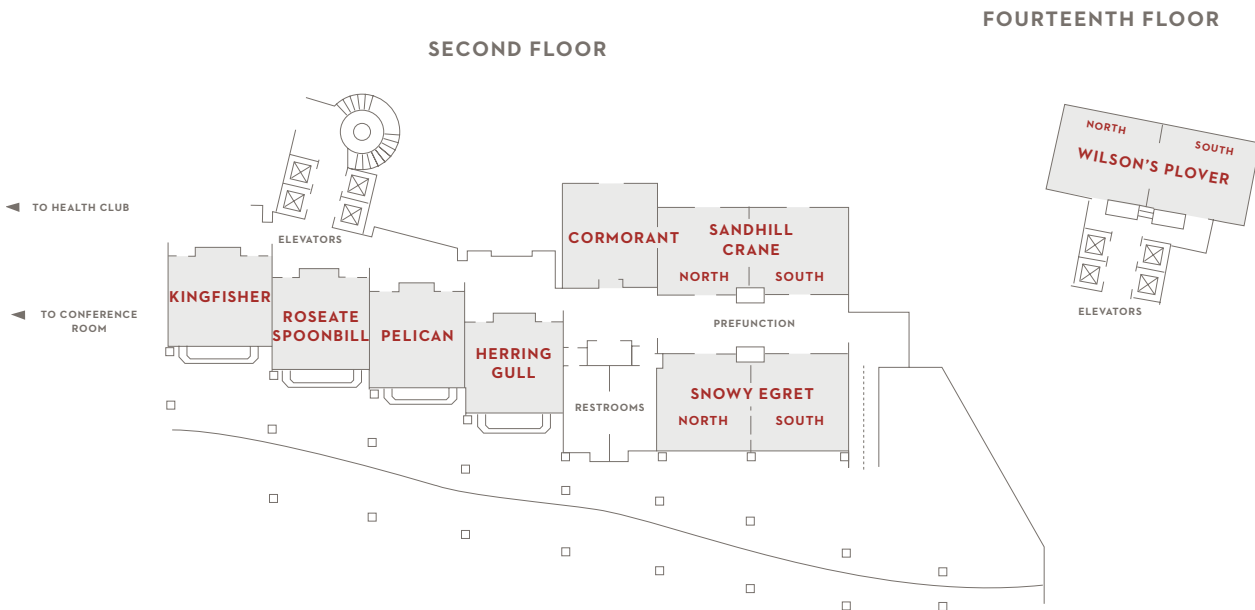 FOURTEENTH FLOOR
SECOND FLOOR
NORTH
SOUTH
WILSON'S PLOVER
TO HEALTH CLUB
ELEVATORS
CORMORANT
SANDHILL
CRANE
NORTH
SOUTH
KINGFISHER
ROSEATE
SPOONBILL
PELICAN
TO CONFERENCE
ROOM
PREFUNCTION
ELEVATORS
HERRING
GULL
RESTROOMS
SNOWY EGRET
NORTH
SOUTH